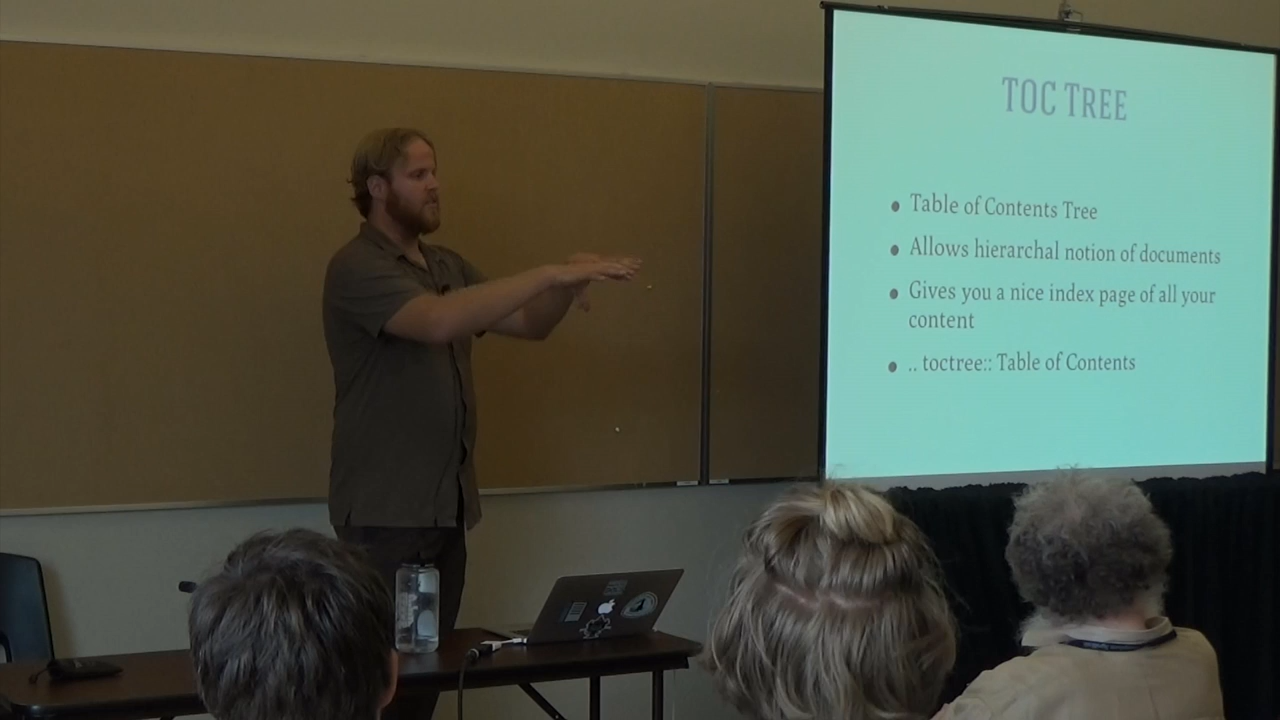 TOC TREE
• Table of Contents Tree
• Allows hierarchal notion of documents
• Gives you a nice index page of all your
content
• .. toctree:: Table of Contents